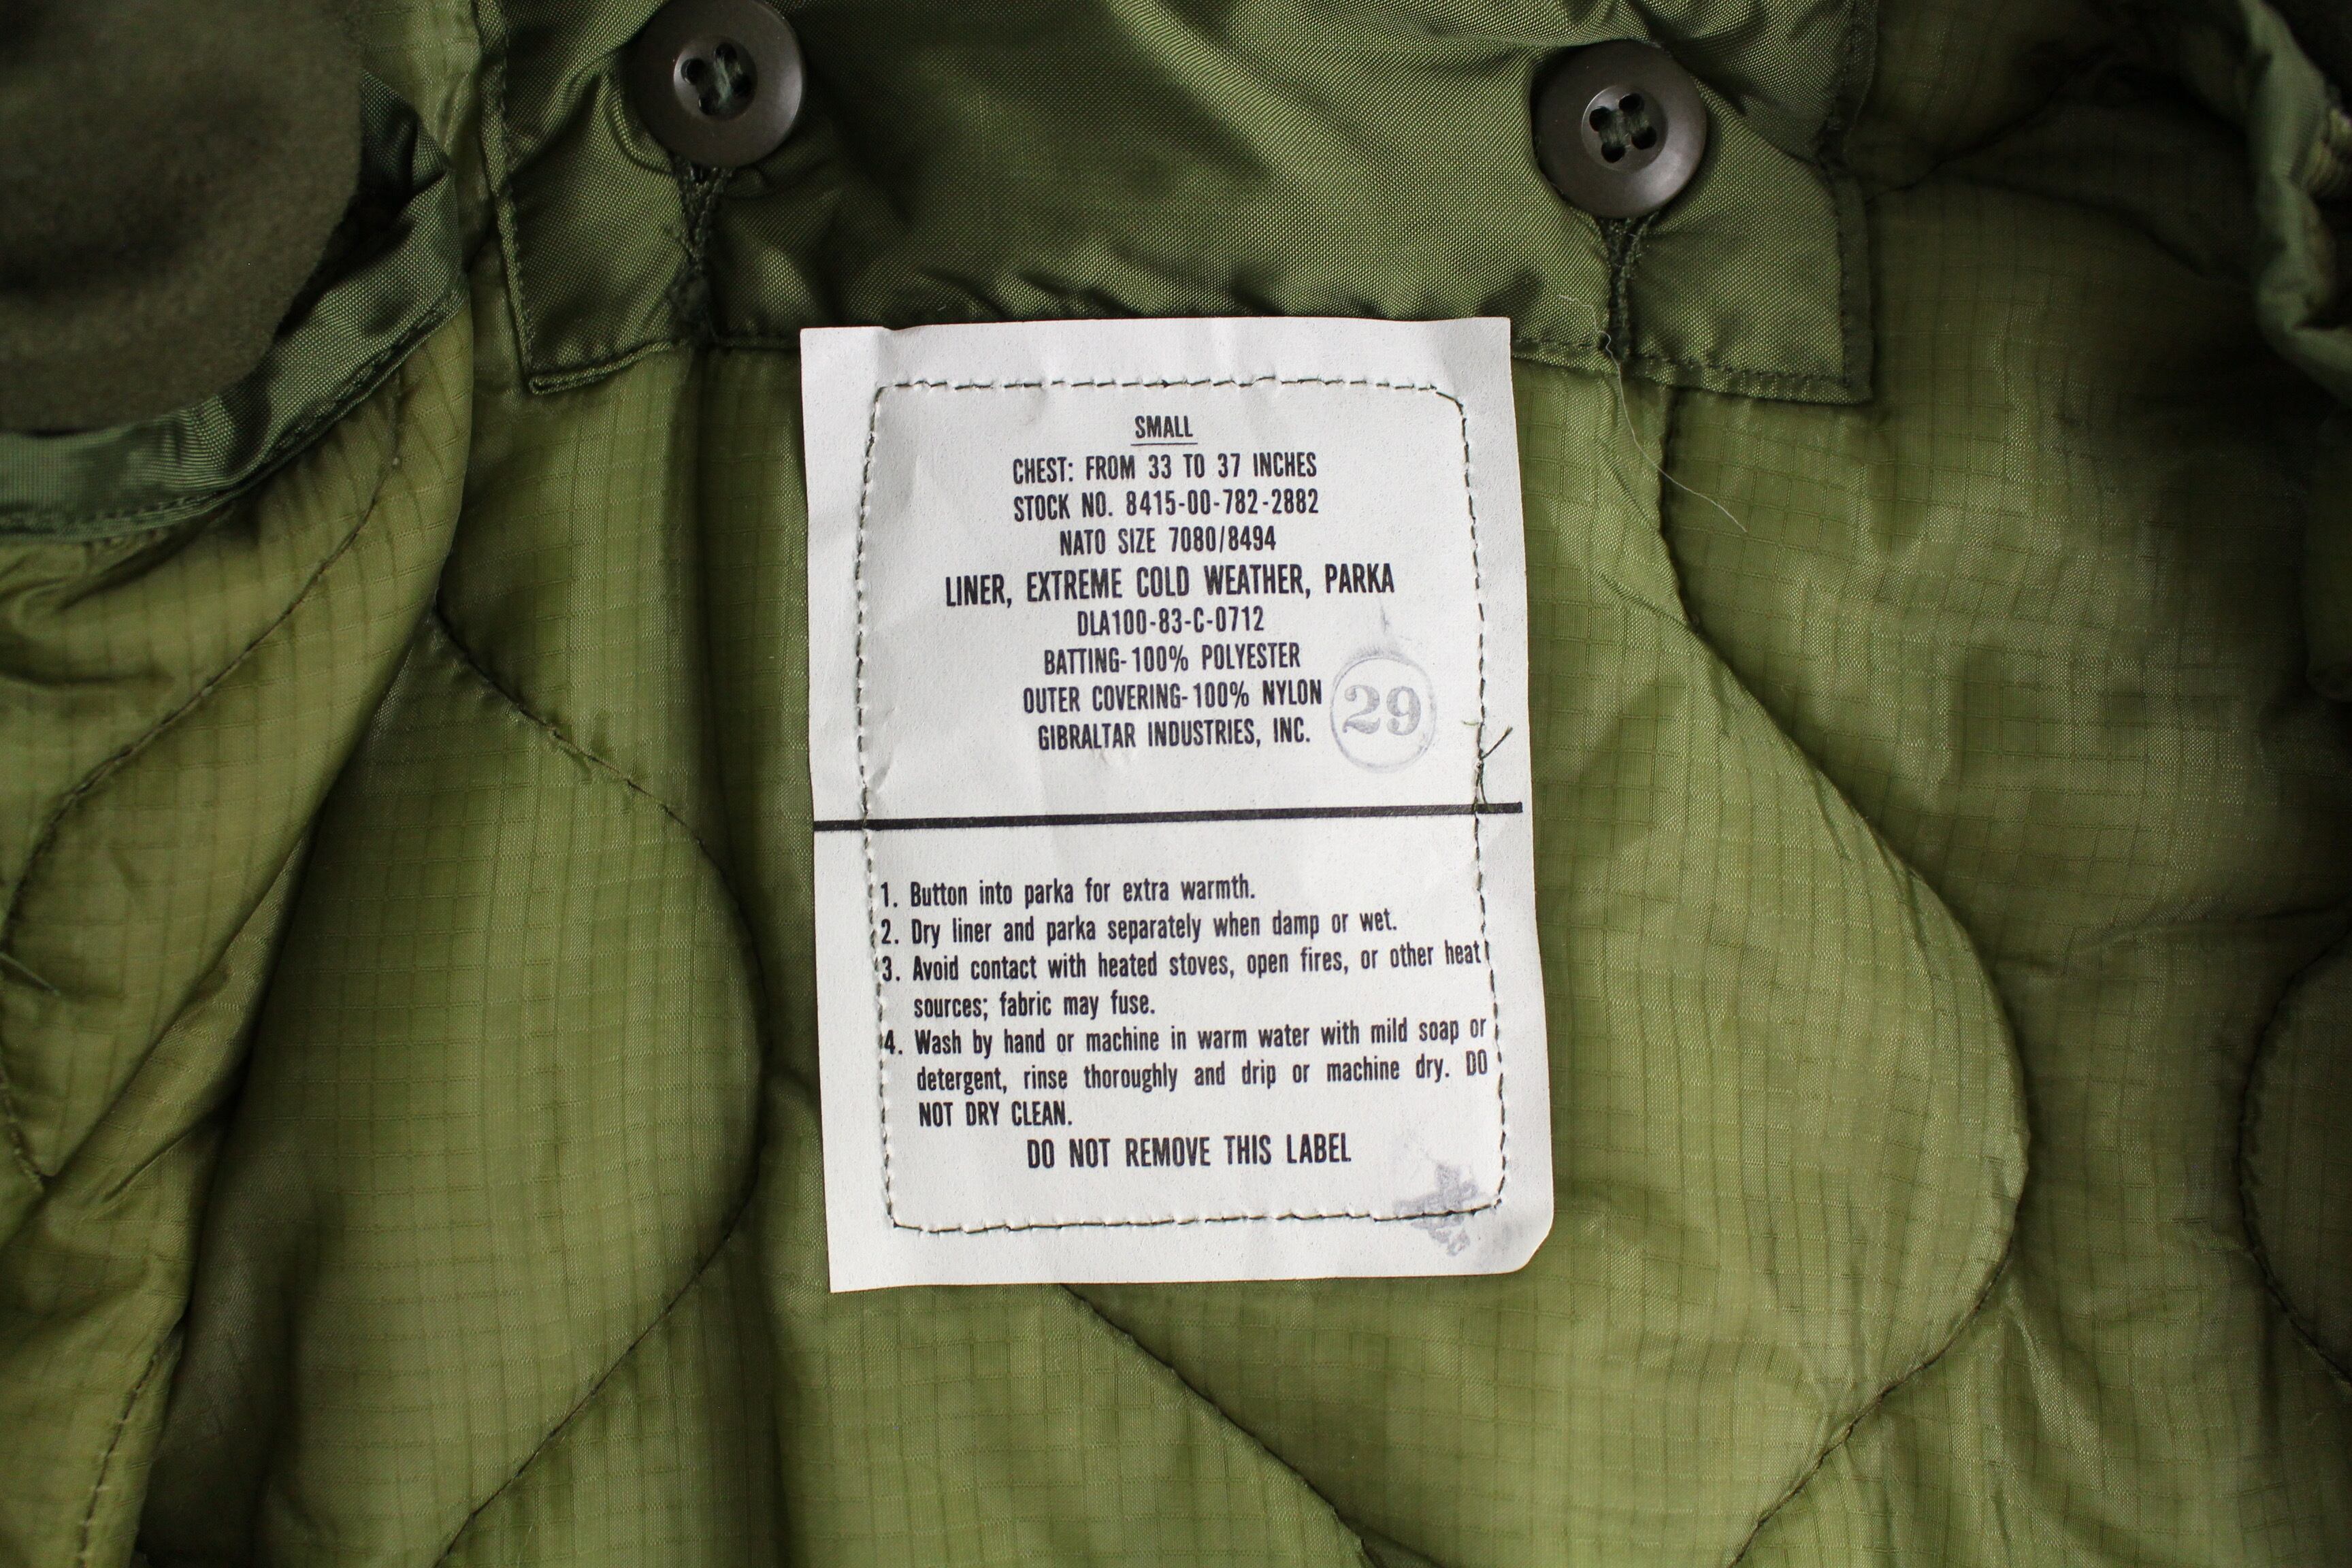 SMALL
CHEST: FROM 33 TO 37 INCHES
STOCK NO. 8415-00-782-2882
NATO SIZE 7080/8494
LINER, EXTREME COLD WEATHER, PARKA
DLA100-83-C-0712
BATTING-100% POLYESTER
OUTER COVERING-100% NYLON
GIBRALTAR INDUSTRIES, INC.
29
1. Button into parka for extra warmth.
2. Dry liner and parka separately when damp or wet.
3. Avoid contact with heated stoves, open fires, or other heat
sources; fabric may fuse.
4. Wash by hand or machine in warm water with mild soap or
detergent, rinse thoroughly and drip or machine dry. DO
NOT DRY CLEAN.
DO NOT REMOVE THIS LABEL